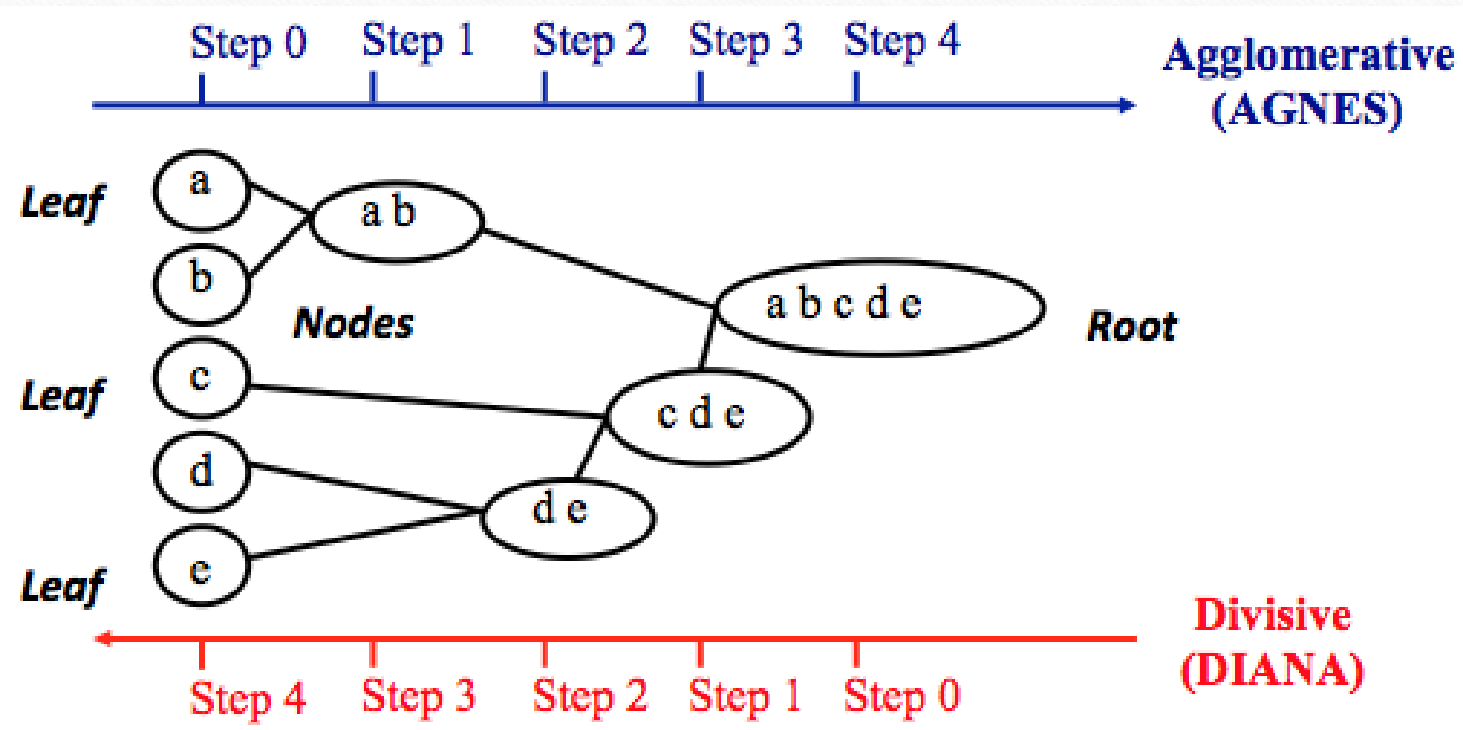 Step 0 Step 1 Step 2 Step 3 Step 4
Agglomerative
(AGNES)
Leaf
a
a b
b
Nodes
a b c d e
Root
Leaf
c
c d e
d
d e
Leaf
e
Divisive
(DIANA)
Step 4 Step 3 Step 2 Step 1 Step 0